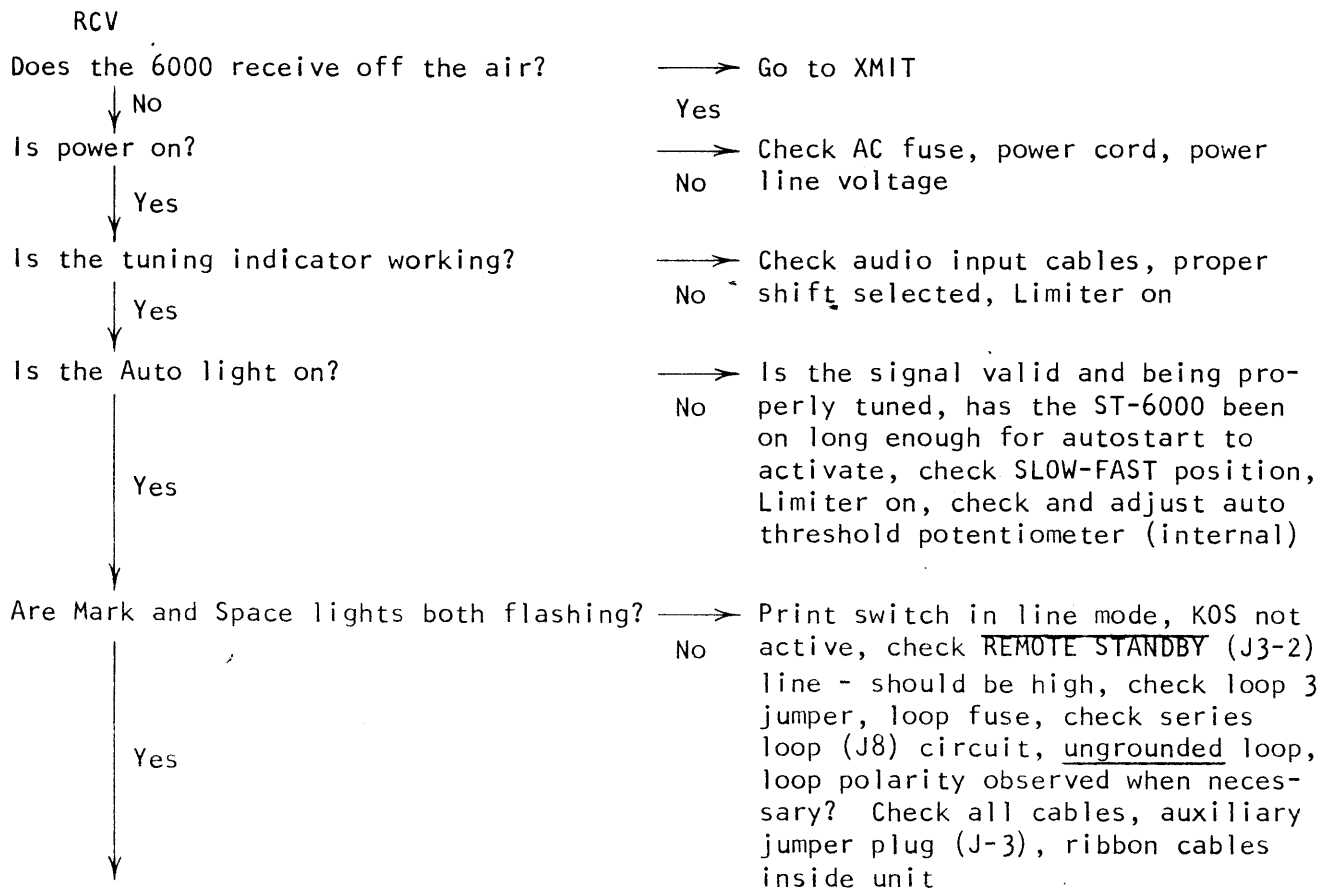 RCV
Does the 6000 receive off the air?
Go to XMIT
No
Yes
Is power on?
Check AC fuse, power cord, power
line voltage
No
Yes
Is the tuning indicator working?
Check audio input cables, proper
shift selected, Limiter on
No
Yes
Is the Auto light on?
Is the signal valid and being pro-
perly tuned, has the ST-6000 been
on long enough for autostart to
activate, check SLOW-FAST position,
Limiter on, check and adjust auto
threshold potentiometer (internal)
No
Yes
Are Mark and Space lights both flashing?
Print switch in line mode, KOS not
active, check REMOTE STANDBY (J3-2)
line - should be high, check loop 3
jumper, loop fuse, check series
loop (J8) circuit, ungrounded loop,
loop polarity observed when neces-
sary? Check all cables, auxiliary
jumper plug (J-3), ribbon cables
inside unit
No
Yes